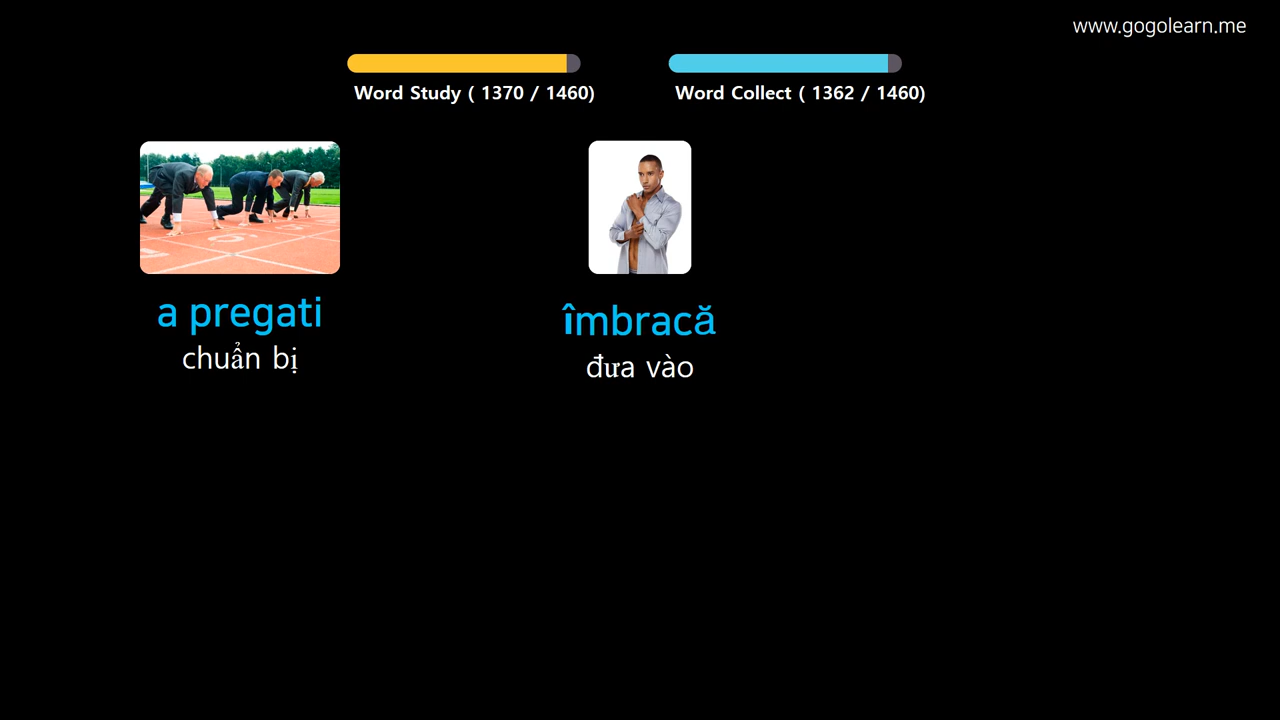 www.gogolearn.me
Word Study ( 1370 / 1460)
Word Collect ( 1362 / 1460)
a pregati
chuẩn bị
îmbracă
đưa vào